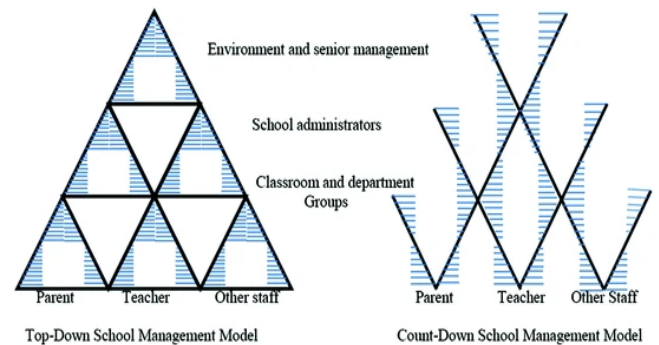 Environment and senior management
School administrators
Classroom and department
Groups
Parent Teacher Other staff
Parent Teacher Other Staff
Top-Down School Management Model
Count-Down School Management Model